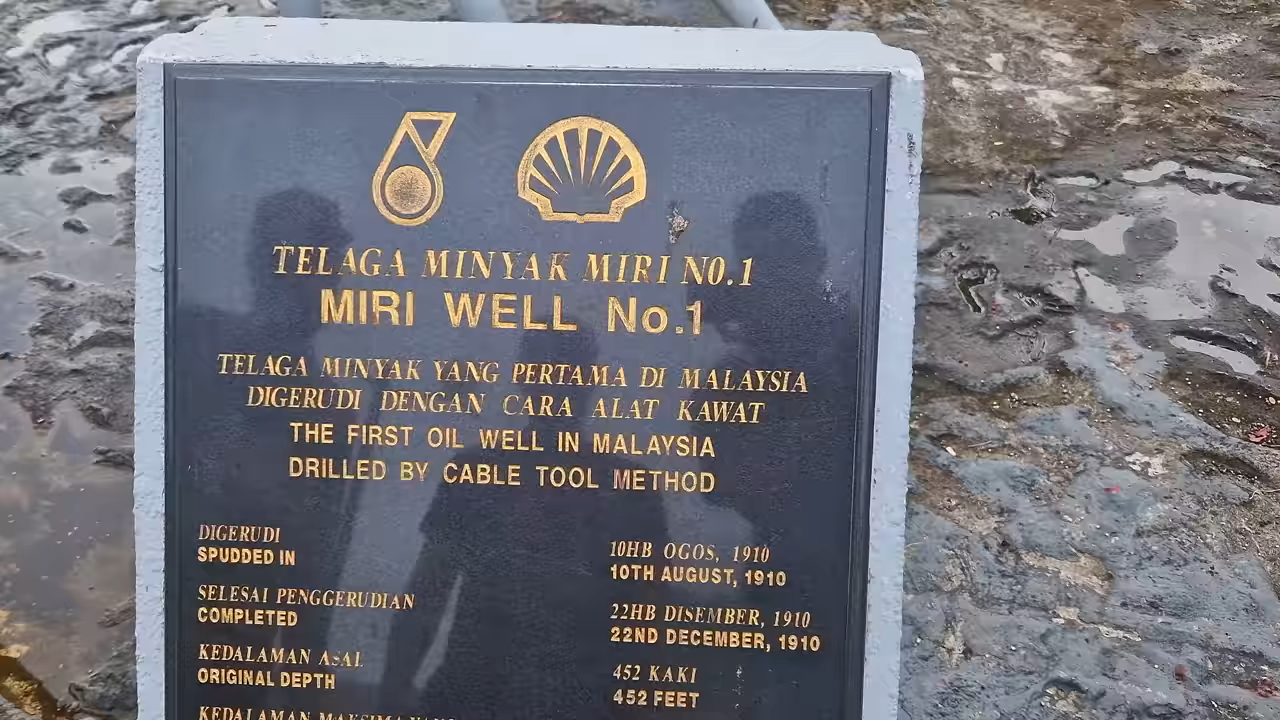 TELAGA MINYAK MIRI NO.1
MIRI WELL No.1
TELAGA MINYAK YANG PERTAMA DI MALAYSIA
DIGERUDI DENGAN CARA ALAT KAWAT
THE FIRST OIL WELL IN MALAYSIA
DRILLED BY CABLE TOOL METHOD
DIGERUDI 10HB OGOS, 1910
SPUDDED IN 10TH AUGUST, 1910
SELESAI PENGGERUDIAN 22HB DISEMBER, 1910
COMPLETED 22ND DECEMBER, 1910
KEDALAMAN ASAL 452 KAKI
ORIGINAL DEPTH 452 FEET
KEDALAMAN MAKSIMA YANG